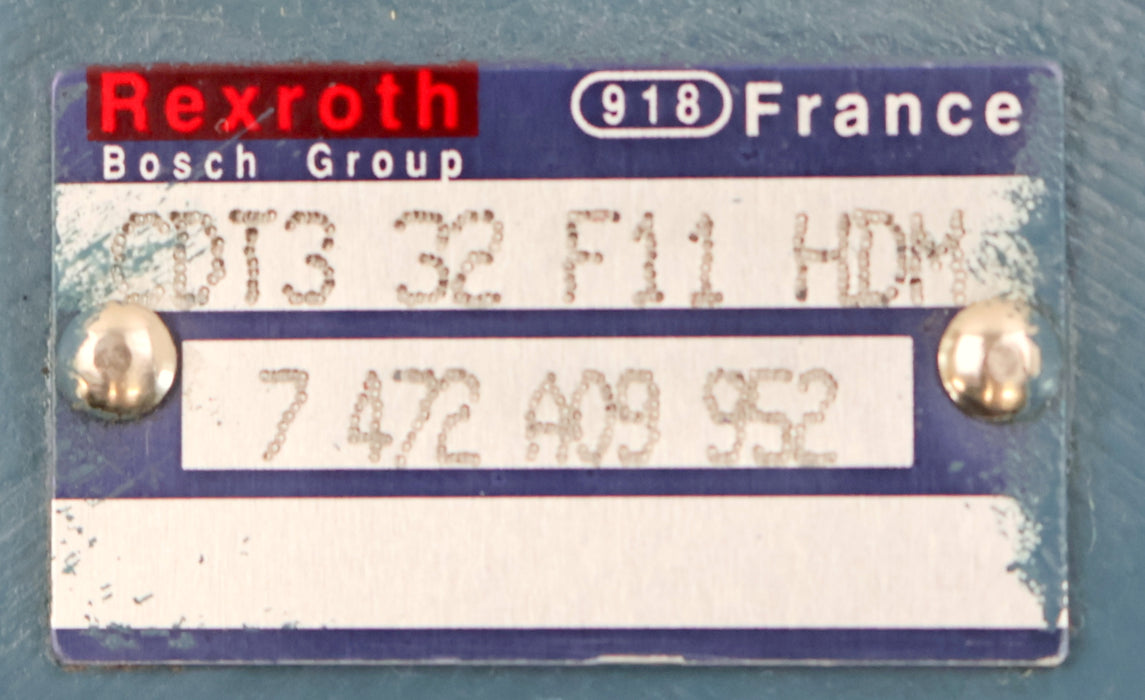 Rexroth 918 France
Bosch Group
CDT3 32 F11 HDM
7 472 A09 952